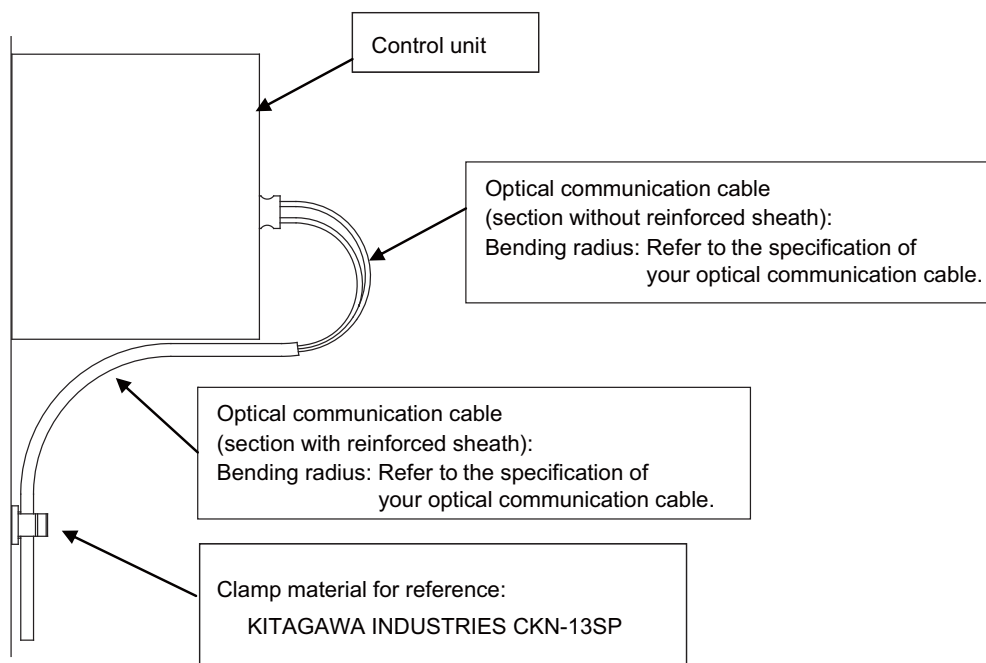 Control unit
Optical communication cable
(section without reinforced sheath):
Bending radius: Refer to the specification of
your optical communication cable.
Optical communication cable
(section with reinforced sheath):
Bending radius: Refer to the specification of
your optical communication cable.
Clamp material for reference:
KITAGAWA INDUSTRIES CKN-13SP